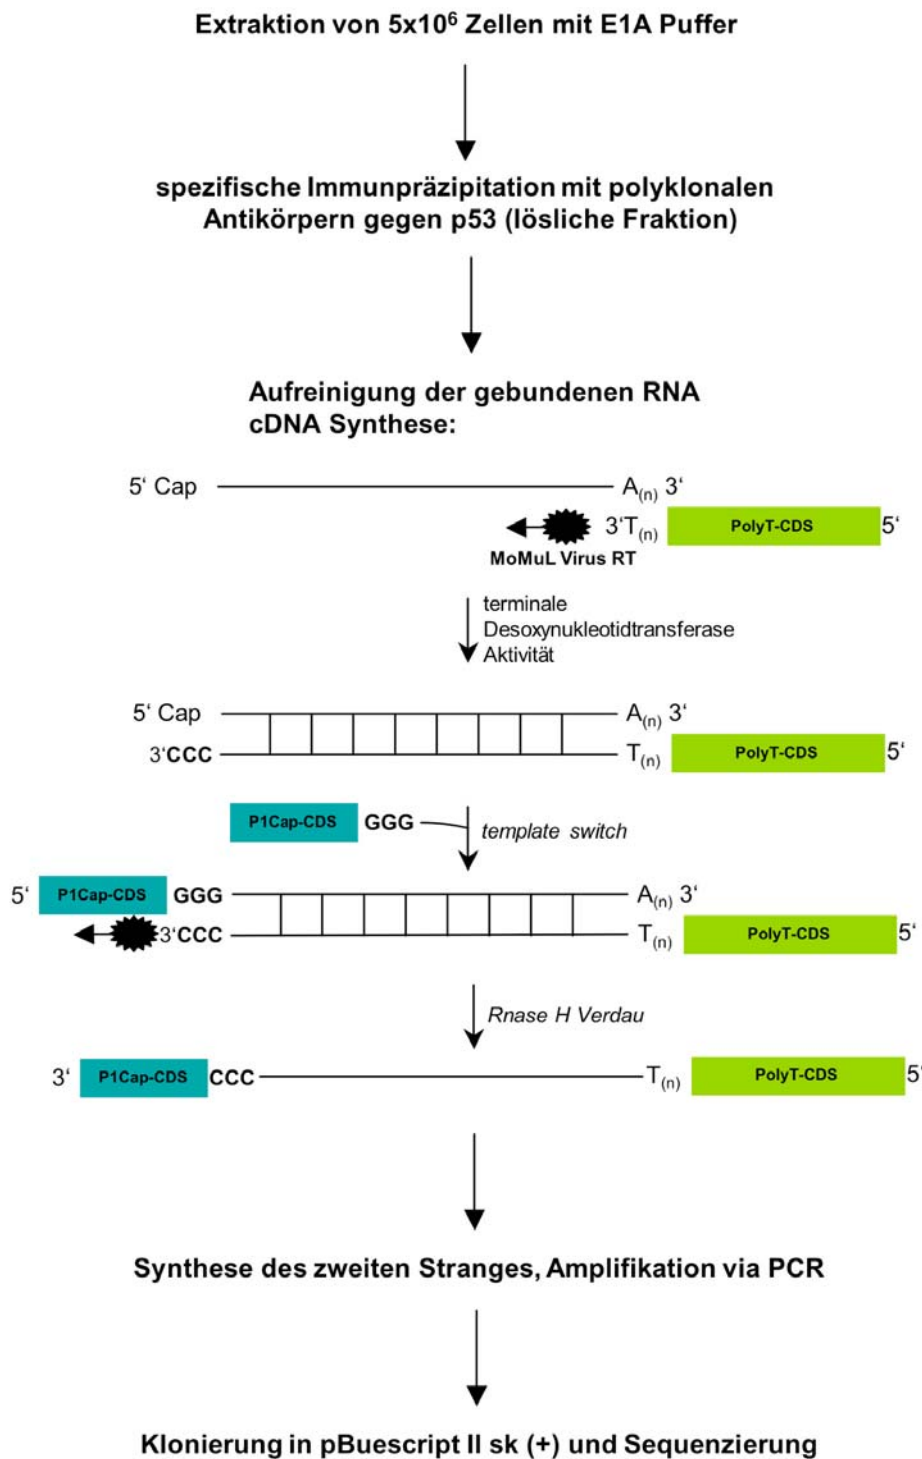 Extraktion von 5x10⁶ Zellen mit E1A Puffer
spezifische Immunpräzipitation mit polyklonalen
Antikörpern gegen p53 (lösliche Fraktion)
Aufreinigung der gebundenen RNA
cDNA Synthese:
5‘ Cap A(n) 3‘
3‘T(n) PolyT-CDS 5‘
MoMuL Virus RT
terminale
Desoxynukleotidtransferase
Aktivität
5‘ Cap A(n) 3‘
3‘CCC T(n) PolyT-CDS 5‘
P1Cap-CDS GGG template switch
5‘ P1Cap-CDS GGG A(n) 3‘
3‘CCC T(n) PolyT-CDS 5‘
Rnase H Verdau
3‘ P1Cap-CDS CCC T(n) PolyT-CDS 5‘
Synthese des zweiten Stranges, Amplifikation via PCR
Klonierung in pBuescript II sk (+) und Sequenzierung